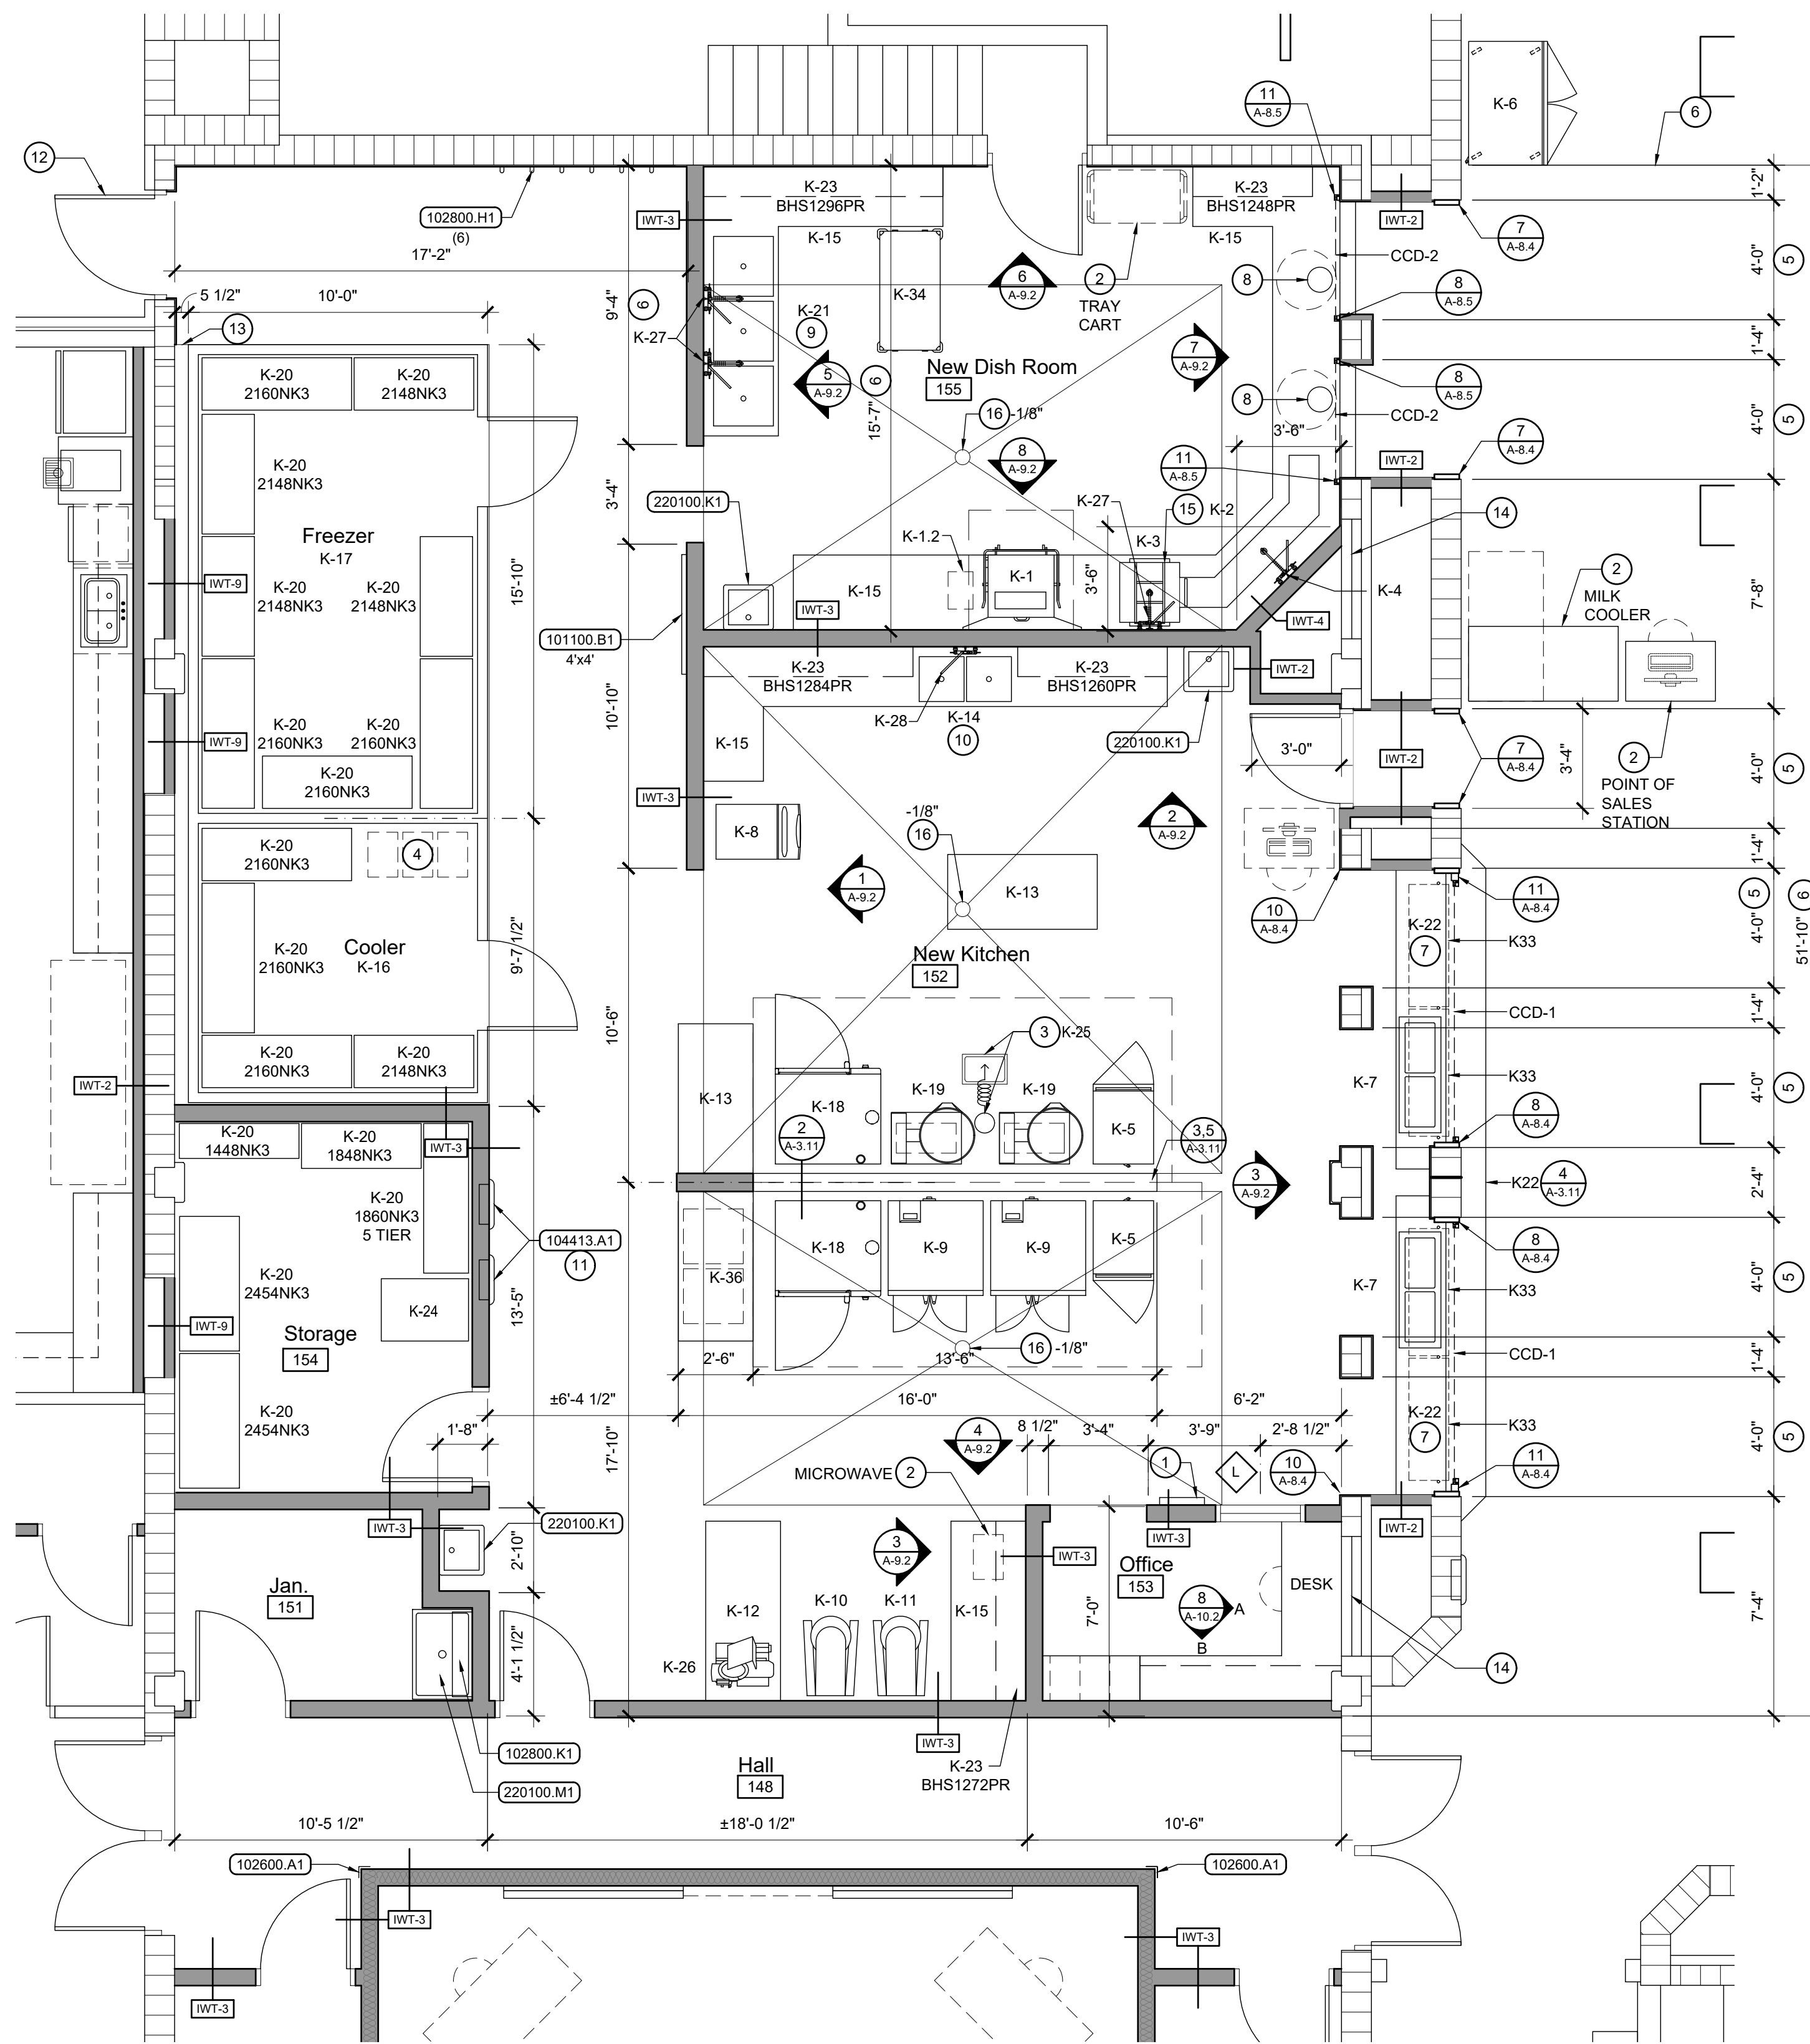 11
A-8.5
K-6
6
12
1'-2"
K-23
BHS1296PR
K-23
BHS1248PR
IWT-3
IWT-2
102800.H1
(6)
K-15
K-15
7
A-8.4
17'-2"
CCD-2
4'-0"
5
6
A-9.2
2
TRAY
CART
8
8
A-8.5
5 1/2"
10'-0"
9'-4"
6
K-34
13
K-27
K-21
9
7
A-9.2
1'-4"
New Dish Room
155
K-20
2160NK3
K-20
2148NK3
5
A-9.2
6
15'-7"
8
8
A-8.5
CCD-2
4'-0"
5
16
-1/8"
3'-6"
7
A-8.4
8
A-9.2
11
A-8.5
IWT-2
K-20
2148NK3
3'-4"
220100.K1
K-27
15
K-2
14
Freezer
K-17
K-1.2
K-3
K-1
3'-6"
2
MILK
COOLER
IWT-9
K-20
2148NK3
K-20
2148NK3
15'-10"
K-15
K-4
7'-8"
IWT-3
IWT-4
101100.B1
4'x4'
K-23
BHS1284PR
K-23
BHS1260PR
IWT-2
K-20
2160NK3
K-20
2160NK3
10'-10"
K-28
K-14
10
220100.K1
K-15
3'-0"
IWT-9
IWT-2
7
A-8.4
3'-4"
2
POINT OF
SALES
STATION
4'-0"
5
K-20
2160NK3
IWT-3
K-8
-1/8"
16
2
A-9.2
K-20
2160NK3
4
1'-4"
1
A-9.2
K-13
11
A-8.4
5
6
10
A-8.4
K-22
7
K33
4'-0"
51'-10"
K-20
2160NK3
Cooler
K-16
9'-7 1/2"
New Kitchen
152
CCD-1
1'-4"
10'-6"
3
K-25
K-20
2160NK3
K-20
2148NK3
IWT-2
K-13
K-18
K-19
K-19
K-5
K-7
K33
4'-0"
5
8
A-8.4
K-20
1448NK3
K-20
1848NK3
IWT-3
2
A-3.11
3,5
A-3.11
3
A-9.2
K22
4
A-3.11
2'-4"
K-20
1860NK3
5 TIER
104413.A1
11
K-18
K-9
K-9
K-5
8
A-8.4
K-36
K-7
K33
4'-0"
5
K-20
2454NK3
K-24
13'-5"
IWT-9
Storage
154
2'-6"
13'-6"
16
-1/8"
CCD-1
1'-4"
±6'-4 1/2"
16'-0"
6'-2"
K-20
2454NK3
1'-8"
17'-10"
4
A-9.2
8 1/2"
3'-4"
3'-9"
2'-8 1/2"
K-22
7
K33
4'-0"
5
MICROWAVE
2
1
L
10
A-8.4
11
A-8.4
IWT-3
220100.K1
IWT-3
IWT-2
2'-10"
3
A-9.2
IWT-3
Office
153
DESK
Jan.
151
K-12
K-10
K-11
K-15
7'-0"
8
A-10.2
A
B
7'-4"
4'-1 1/2"
K-26
14
IWT-3
102800.K1
Hall
148
K-23
BHS1272PR
220100.M1
10'-5 1/2"
±18'-0 1/2"
10'-6"
102600.A1
102600.A1
IWT-3
IWT-3
IWT-3